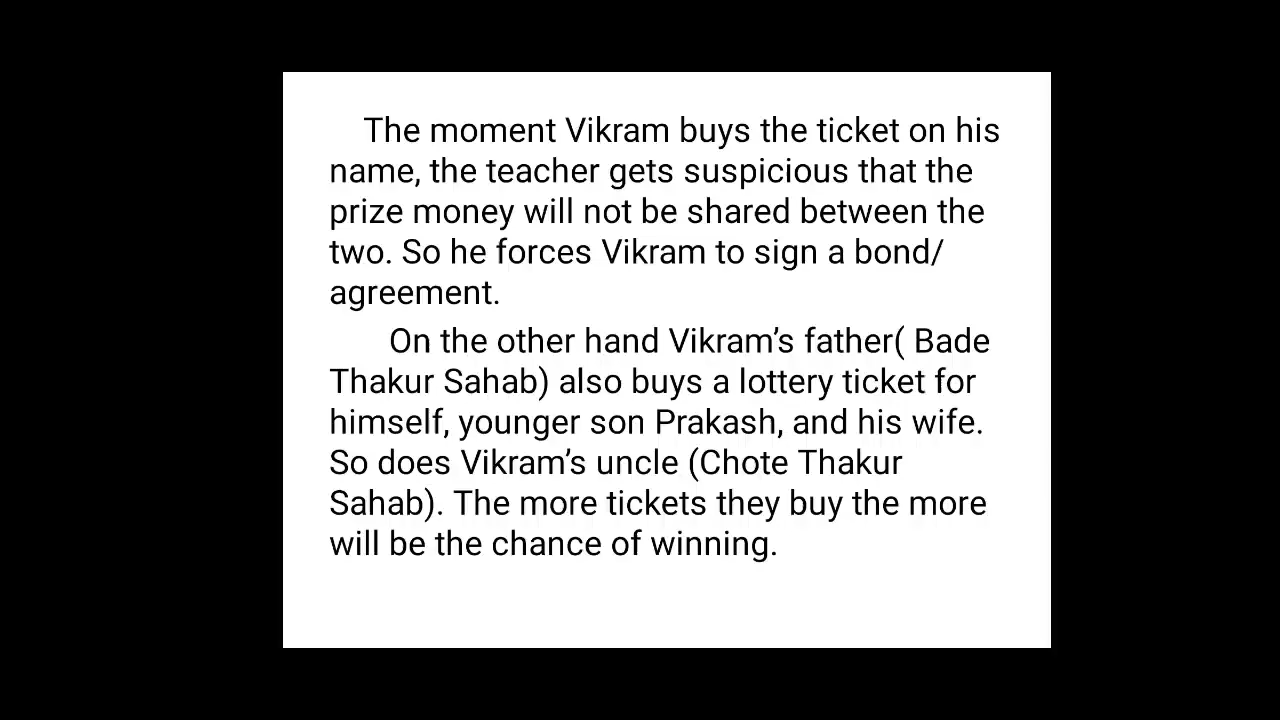 The moment Vikram buys the ticket on his
name, the teacher gets suspicious that the
prize money will not be shared between the
two. So he forces Vikram to sign a bond/
agreement.
On the other hand Vikram’s father( Bade
Thakur Sahab) also buys a lottery ticket for
himself, younger son Prakash, and his wife.
So does Vikram’s uncle (Chote Thakur
Sahab). The more tickets they buy the more
will be the chance of winning.